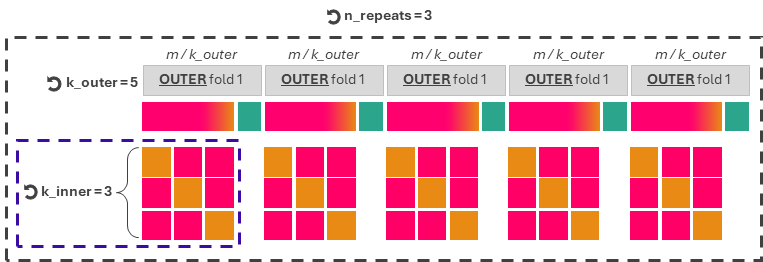 n_repeats=3
m / k_outer m / k_outer m / k_outer m / k_outer m / k_outer
k_outer=5 OUTER fold 1 OUTER fold 1 OUTER fold 1 OUTER fold 1 OUTER fold 1
k_inner=3